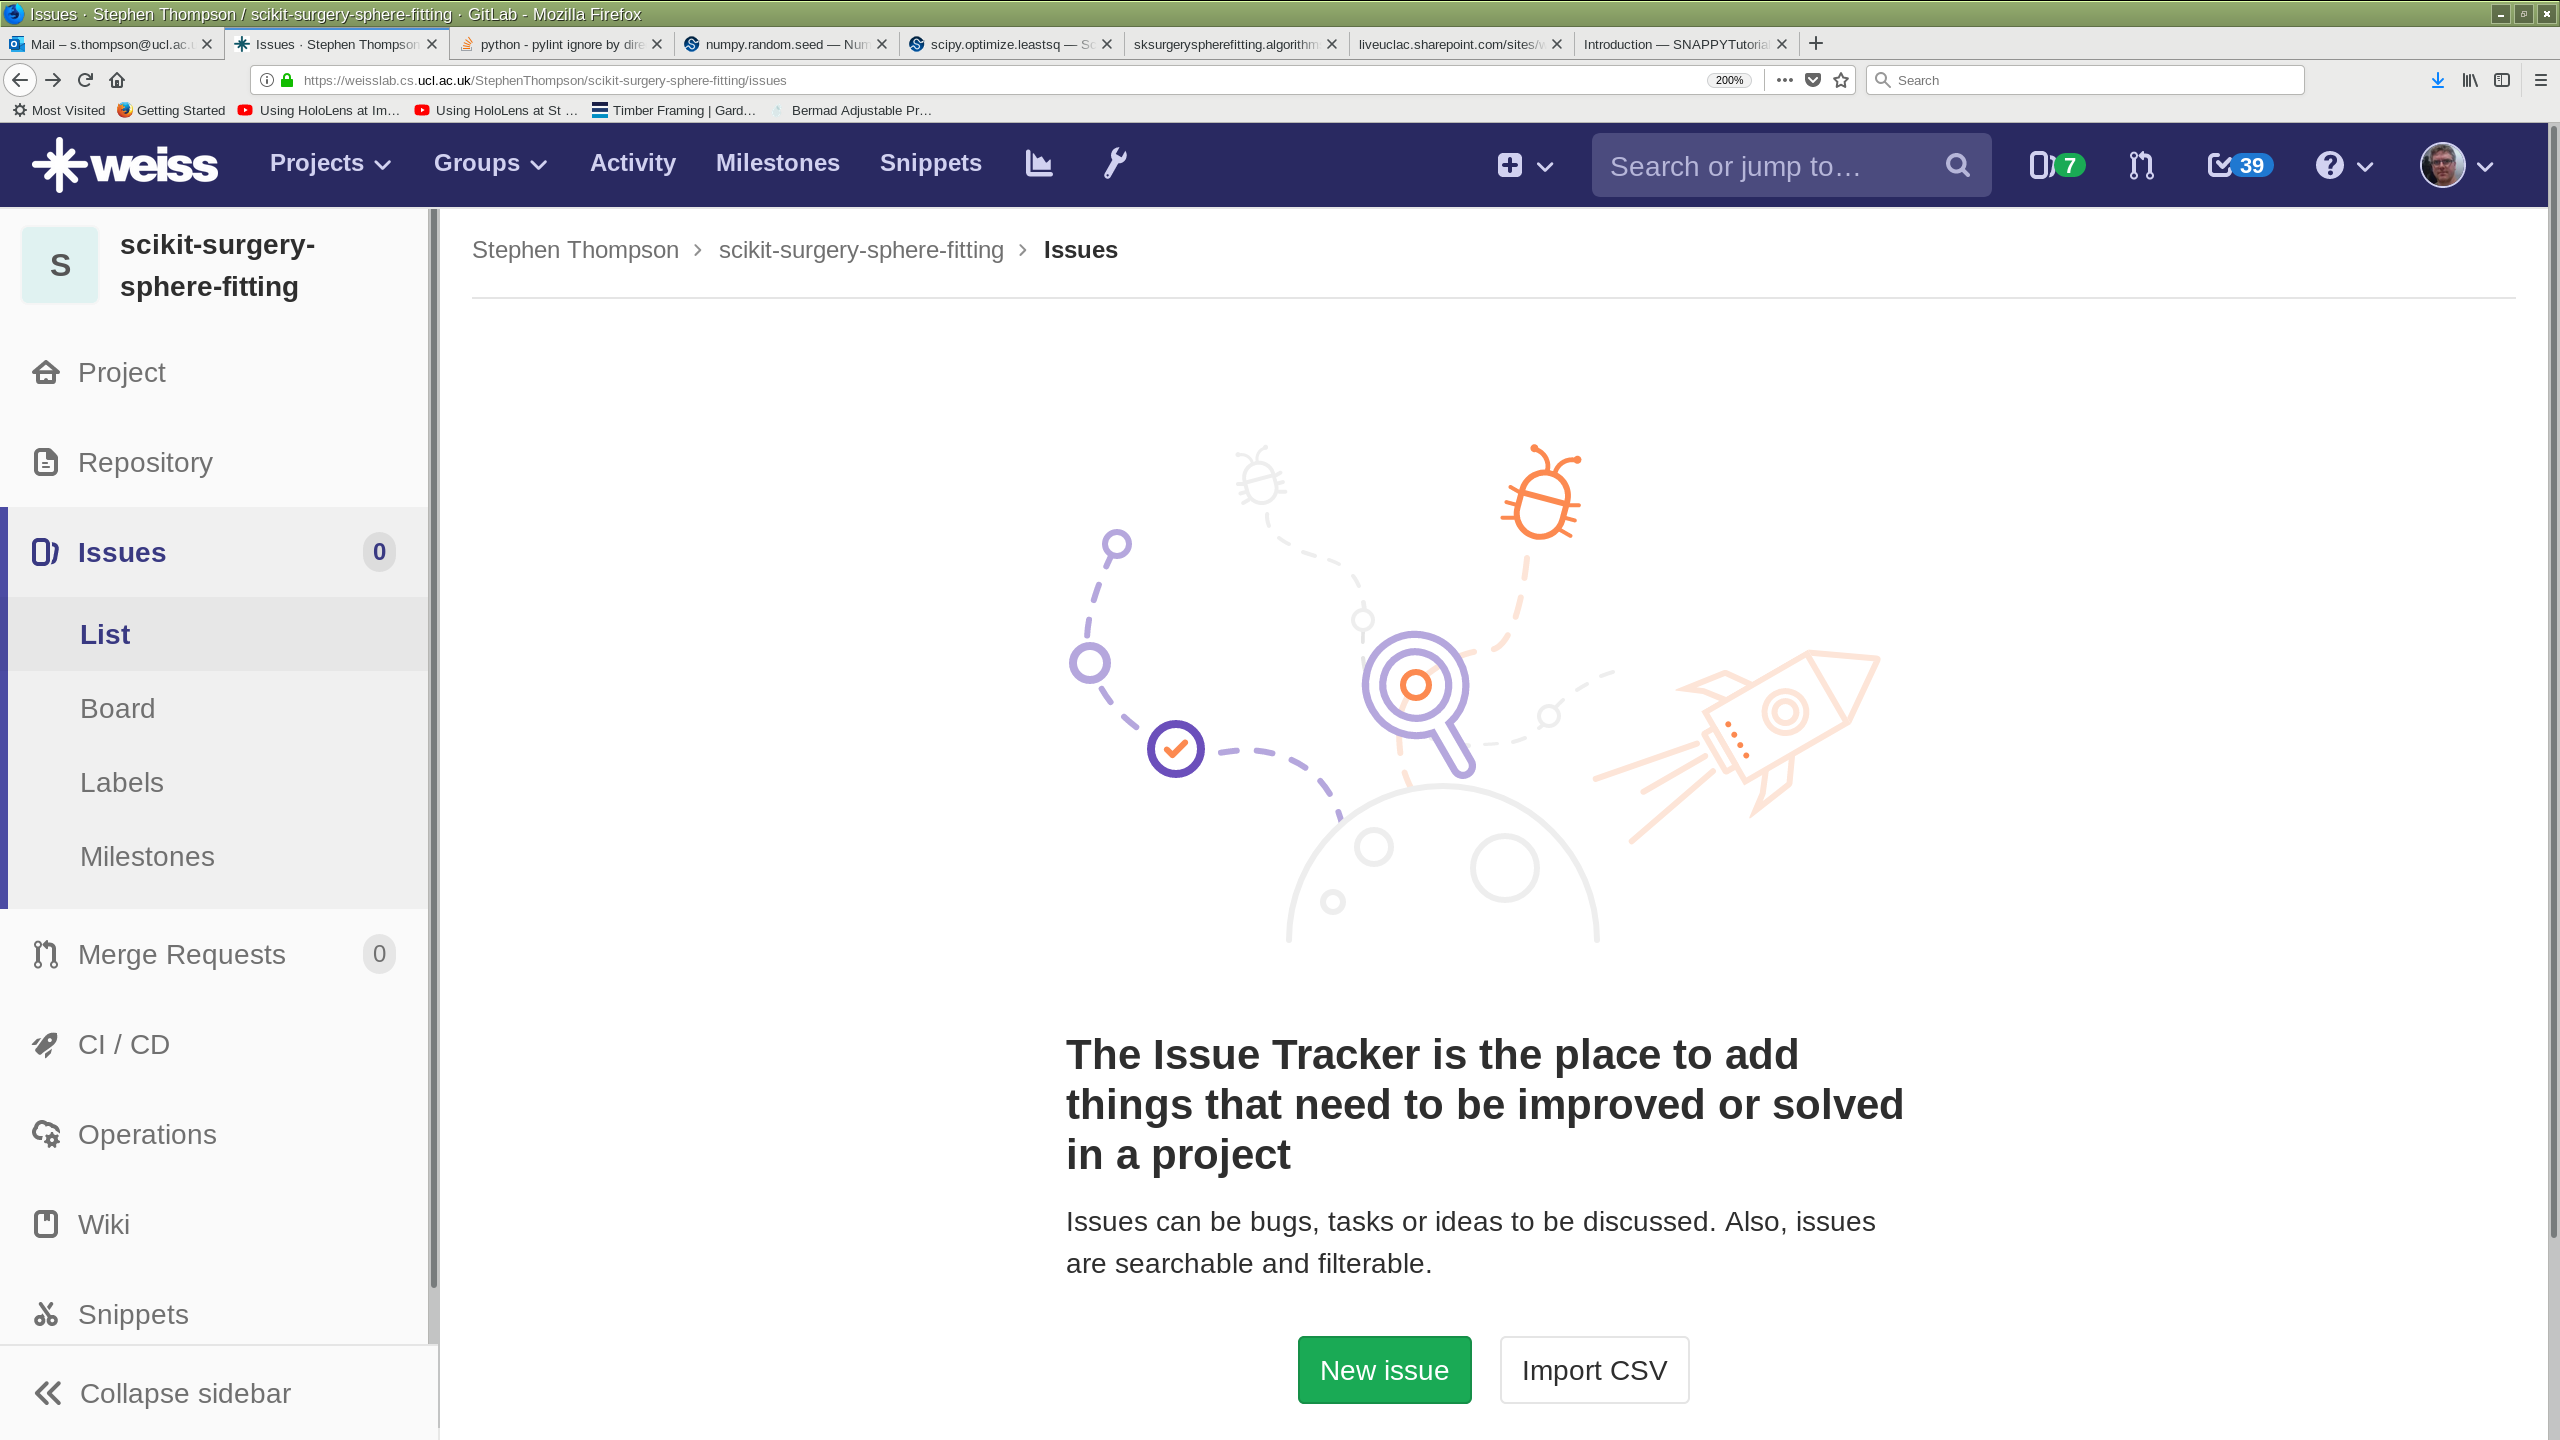 Issues · Stephen Thompson / scikit-surgery-sphere-fitting · GitLab - Mozilla Firefox
Mail – s.thompson@ucl.ac.u
Issues · Stephen Thompson
python - pylint ignore by dire
numpy.random.seed — Num
scipy.optimize.leastsq — Sc
sksurgeryspherefitting.algorithm
liveuclac.sharepoint.com/sites/w
Introduction — SNAPPYTutorial
https://weisslab.cs.ucl.ac.uk/StephenThompson/scikit-surgery-sphere-fitting/issues
200%
Search
Most Visited
Getting Started
Using HoloLens at Im…
Using HoloLens at St …
Timber Framing | Gard…
Bermad Adjustable Pr…
weiss
Projects
Groups
Activity
Milestones
Snippets
Search or jump to…
7
39
S
scikit-surgery-
sphere-fitting
Project
Repository
Issues
0
List
Board
Labels
Milestones
Merge Requests
0
CI / CD
Operations
Wiki
Snippets
Collapse sidebar
Stephen Thompson > scikit-surgery-sphere-fitting > Issues
The Issue Tracker is the place to add
things that need to be improved or solved
in a project
Issues can be bugs, tasks or ideas to be discussed. Also, issues
are searchable and filterable.
New issue
Import CSV